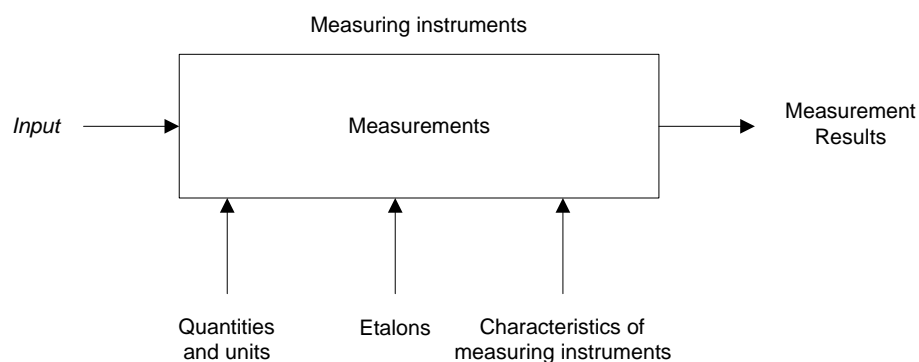 Measuring instruments
Input
Measurements
Measurement
Results
Quantities
and units
Etalons
Characteristics of
measuring instruments